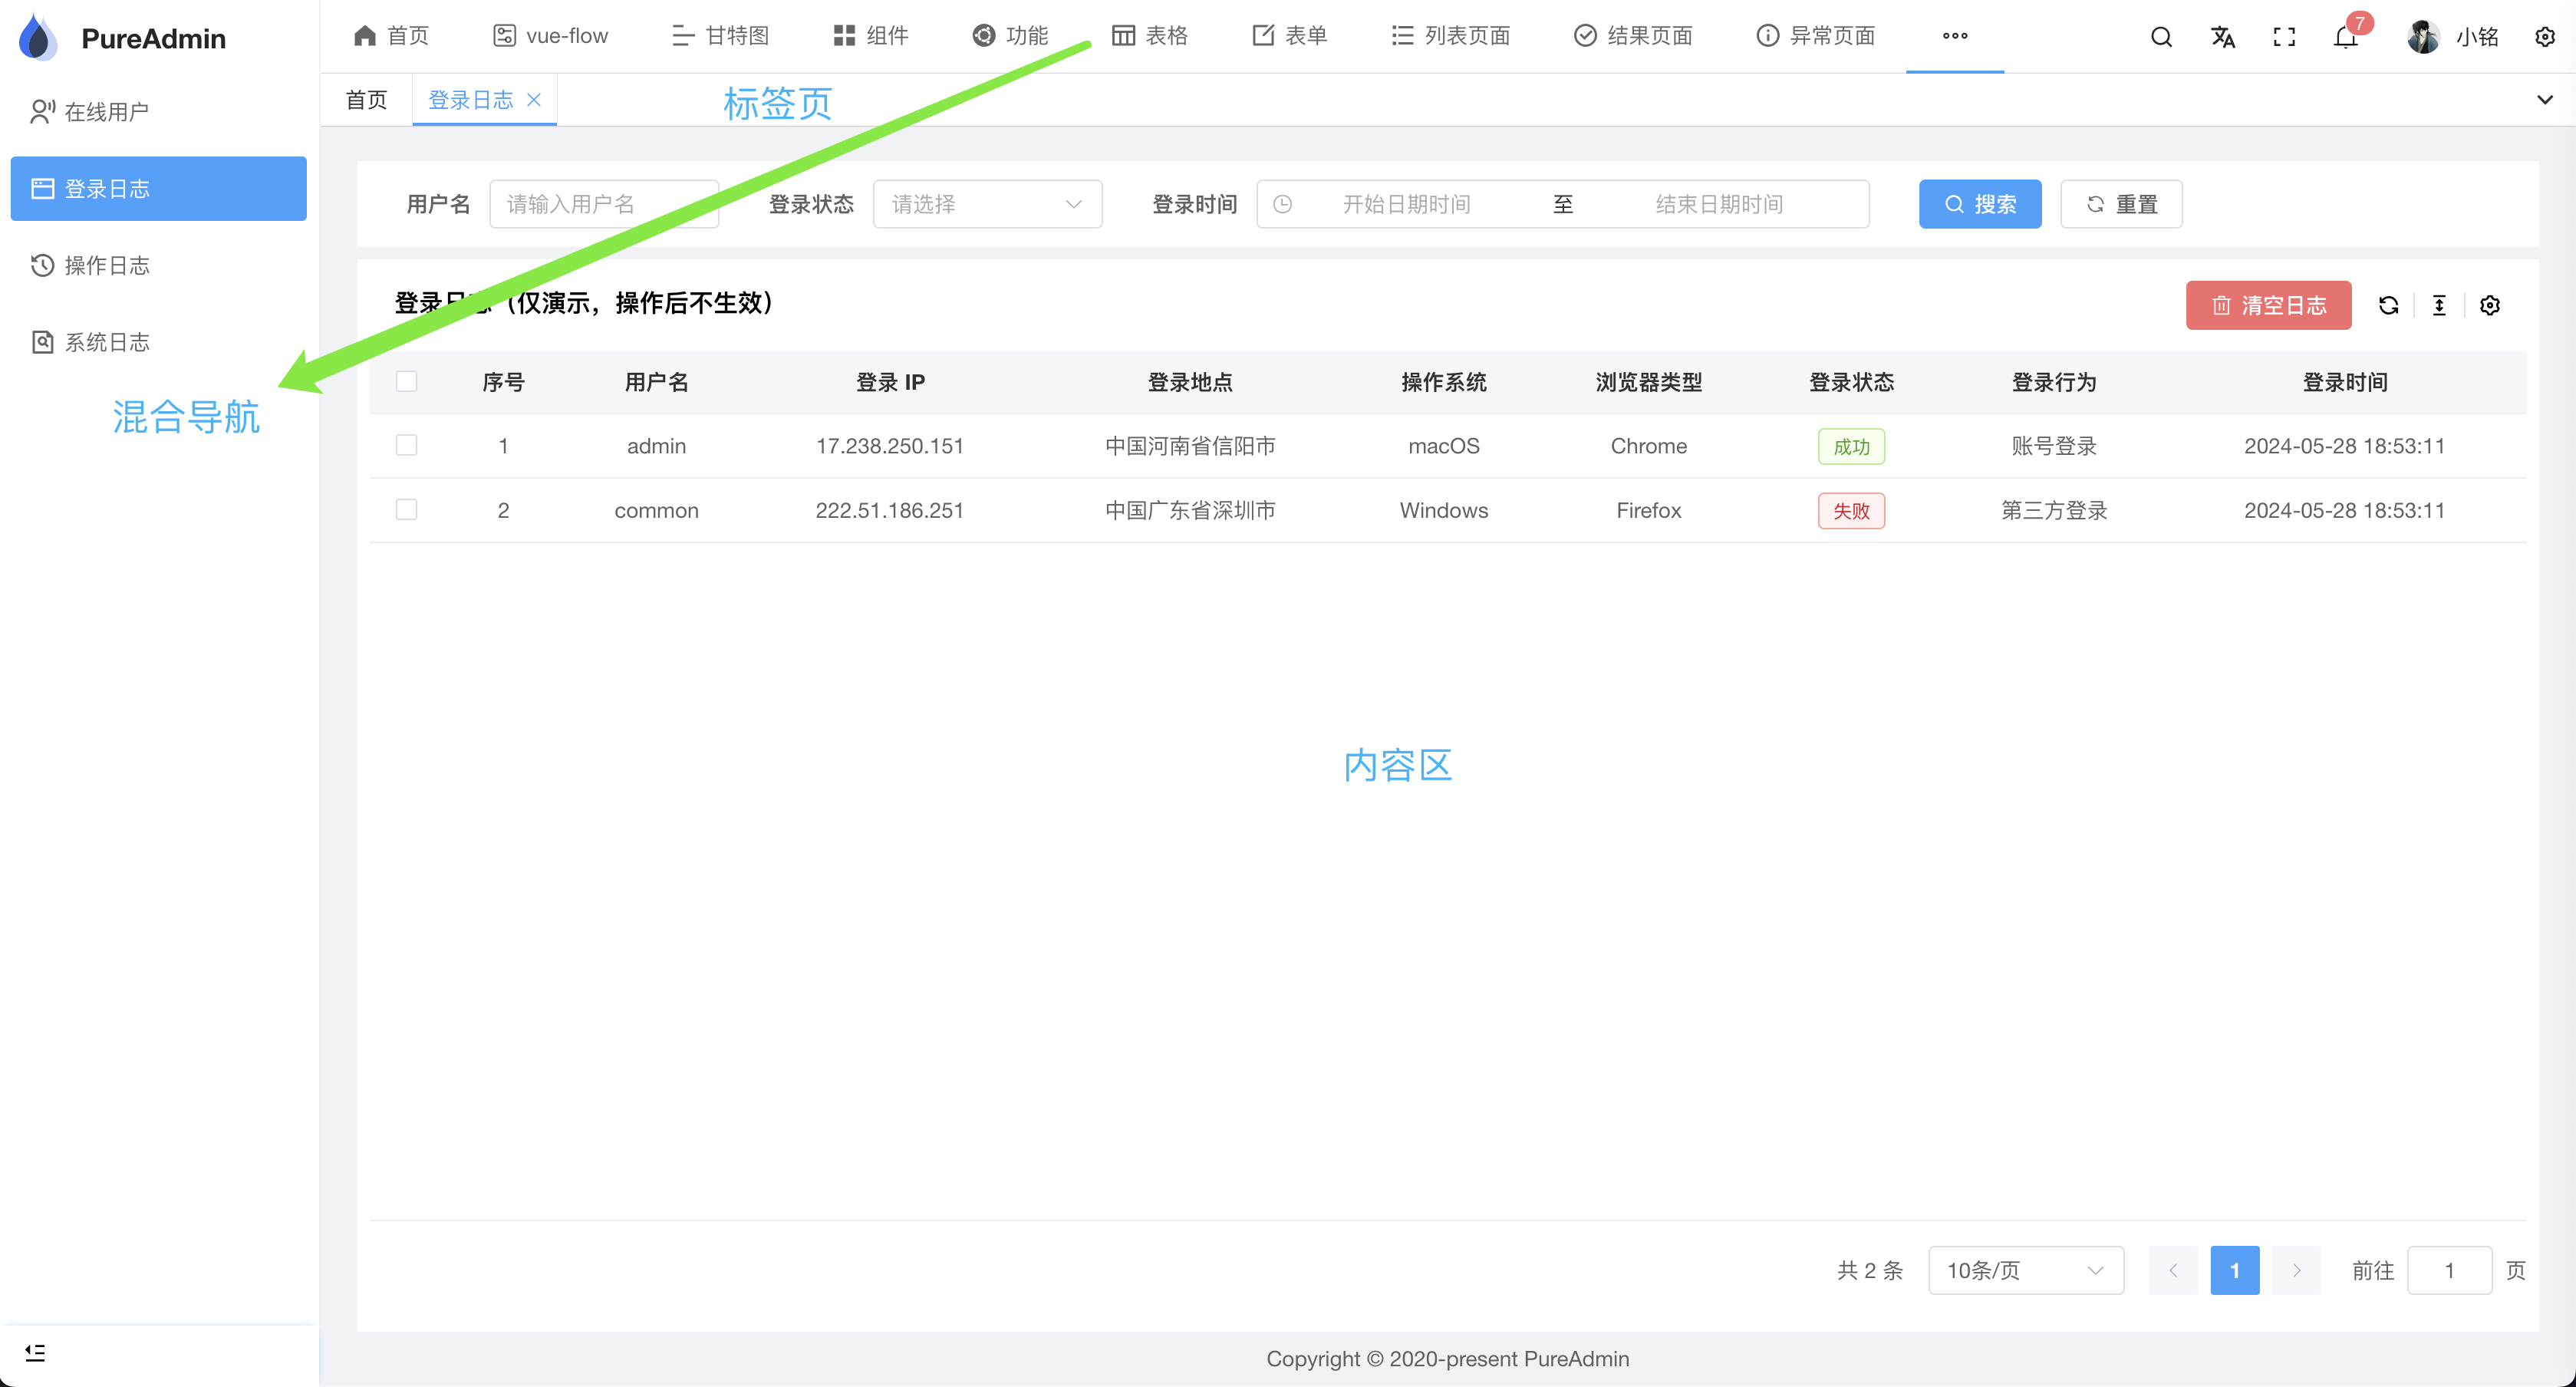 PureAdmin
首页 vue-flow 甘特图 组件 功能 表格 表单 列表页面 结果页面 异常页面 7 小铭
首页 登录日志 标签页
在线用户
登录日志
操作日志
系统日志
混合导航
用户名 请输入用户名 登录状态 请选择 登录时间 开始日期时间 至 结束日期时间 搜索 重置
登录日志（仅演示，操作后不生效） 清空日志
序号 用户名 登录 IP 登录地点 操作系统 浏览器类型 登录状态 登录行为 登录时间
1 admin 17.238.250.151 中国河南省信阳市 macOS Chrome 成功 账号登录 2024-05-28 18:53:11
2 common 222.51.186.251 中国广东省深圳市 Windows Firefox 失败 第三方登录 2024-05-28 18:53:11
内容区
共 2 条 10条/页 1 前往 1 页
Copyright © 2020-present PureAdmin